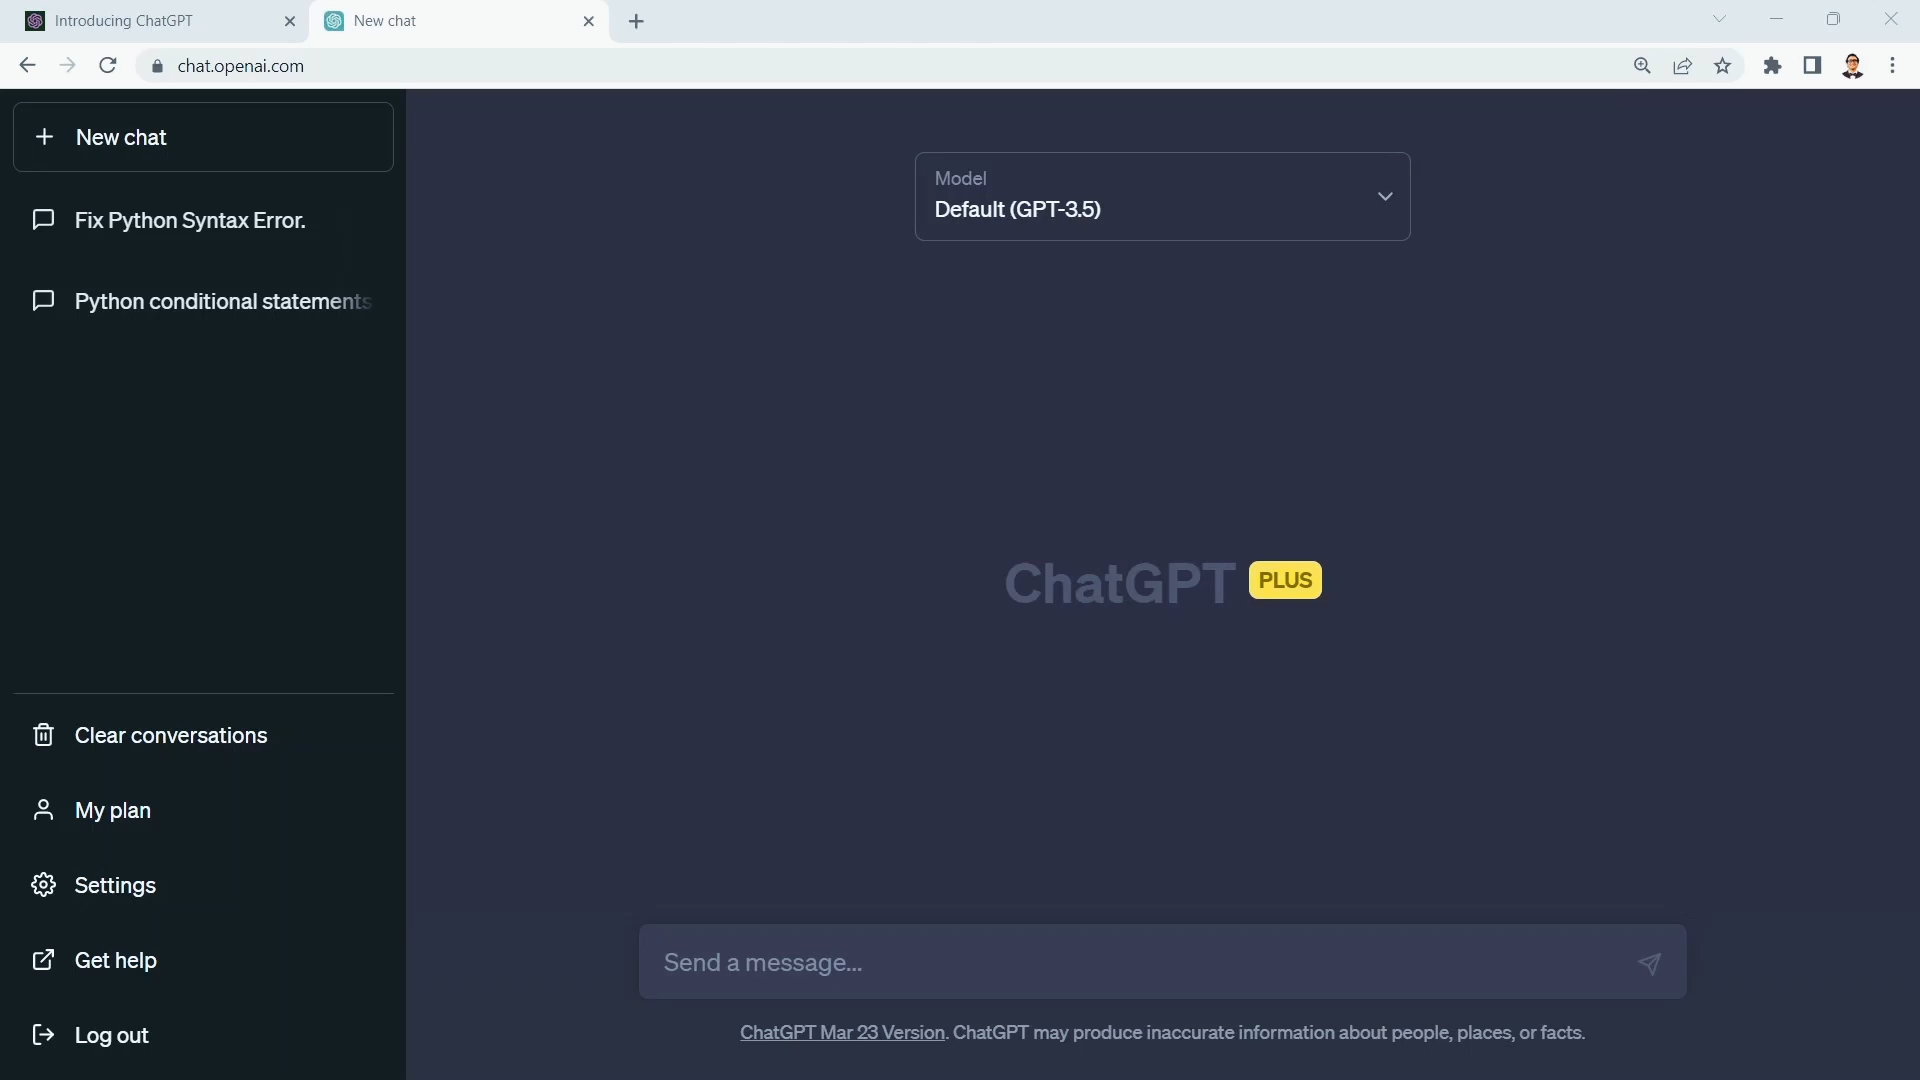 Introducing ChatGPT
New chat
chat.openai.com
New chat
Fix Python Syntax Error.
Python conditional statements
Clear conversations
My plan
Settings
Get help
Log out
Model
Default (GPT-3.5)
ChatGPT PLUS
Send a message...
ChatGPT Mar 23 Version. ChatGPT may produce inaccurate information about people, places, or facts.